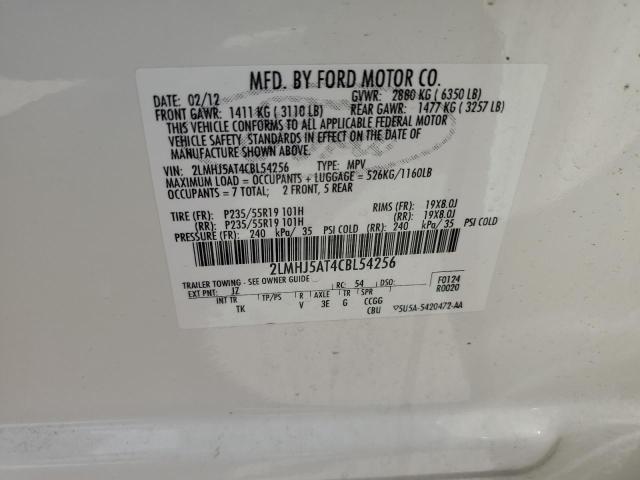 MFD. BY FORD MOTOR CO.
DATE: 02/12 GVWR: 2880 KG ( 6350 LB)
FRONT GAWR: 1411 KG ( 3110 LB) REAR GAWR: 1477 KG ( 3257 LB)
THIS VEHICLE CONFORMS TO ALL APPLICABLE FEDERAL MOTOR
VEHICLE SAFETY STANDARDS IN EFFECT ON THE DATE OF
MANUFACTURE SHOWN ABOVE.
VIN: 2LMHJ5AT4CBL54256 TYPE: MPV
MAXIMUM LOAD = OCCUPANTS + LUGGAGE = 526KG/1160LB
OCCUPANTS = 7 TOTAL; 2 FRONT, 5 REAR
TIRE (FR): P235/55R19 101H RIMS (FR): 19X8.0J
(RR): P235/55R19 101H (RR): 19X8.0J
PRESSURE (FR): 240 kPa/ 35 PSI COLD (RR): 240 kPa/ 35 PSI COLD
2LMHJ5AT4CBL54256
TRAILER TOWING - SEE OWNER GUIDE
EXT PNT: JZ RC: 54 DSO: F0124
INT TR TP/PS R AXLE TR SPR R0020
TK V 3E G CCGG
CBU 5U5A-5420472-AA